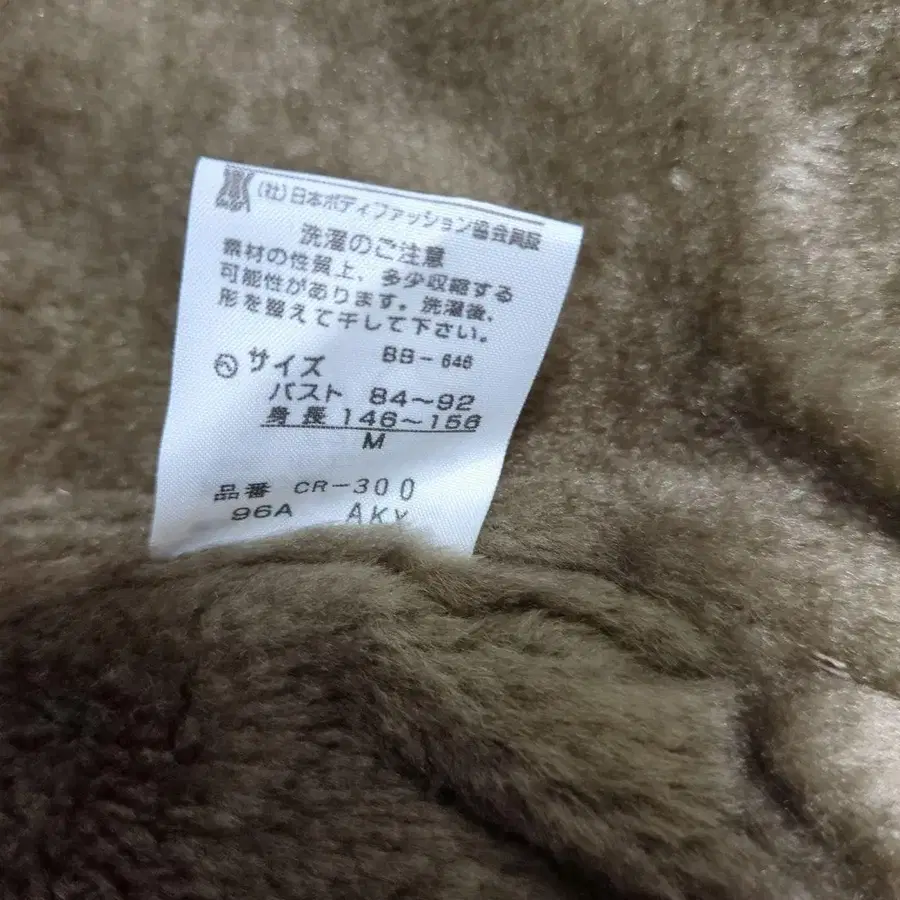 (社)日本ボディファッション協会員証
洗濯のご注意
素材の性質上、多少収縮する
可能性があります。洗濯後、
形を整えて干して下さい。
サイズ BB-646
バスト 84~92
身長 146~156
M
品番 CR-300
96A AKY